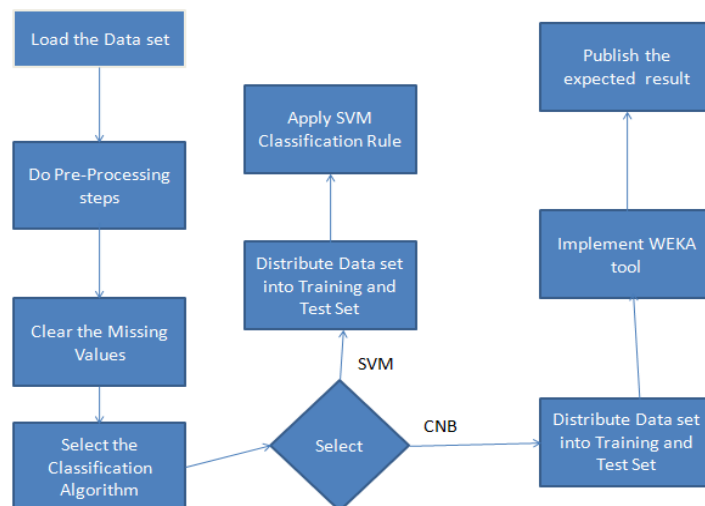 Load the Data set
Do Pre-Processing
steps
Clear the Missing
Values
Select the
Classification
Algorithm
Select
SVM
Distribute Data set
into Training and
Test Set
Apply SVM
Classification Rule
CNB
Distribute Data set
into Training and
Test Set
Implement WEKA
tool
Publish the
expected result